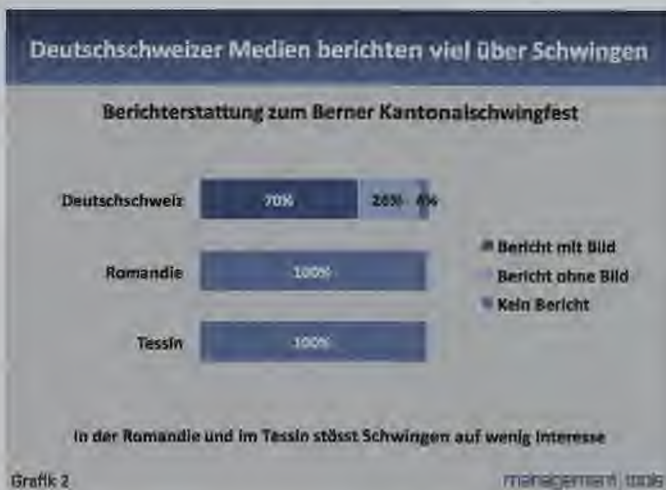 Deutschschweizer Medien berichten viel über Schwingen
Berichterstattung zum Berner Kantonalschwingfest
Deutschschweiz 70% 26% 4%
Romandie 100%
Tessin 100%
Bericht mit Bild
Bericht ohne Bild
Kein Bericht
In der Romandie und im Tessin stösst Schwingen auf wenig Interesse
Grafik 2 management tools